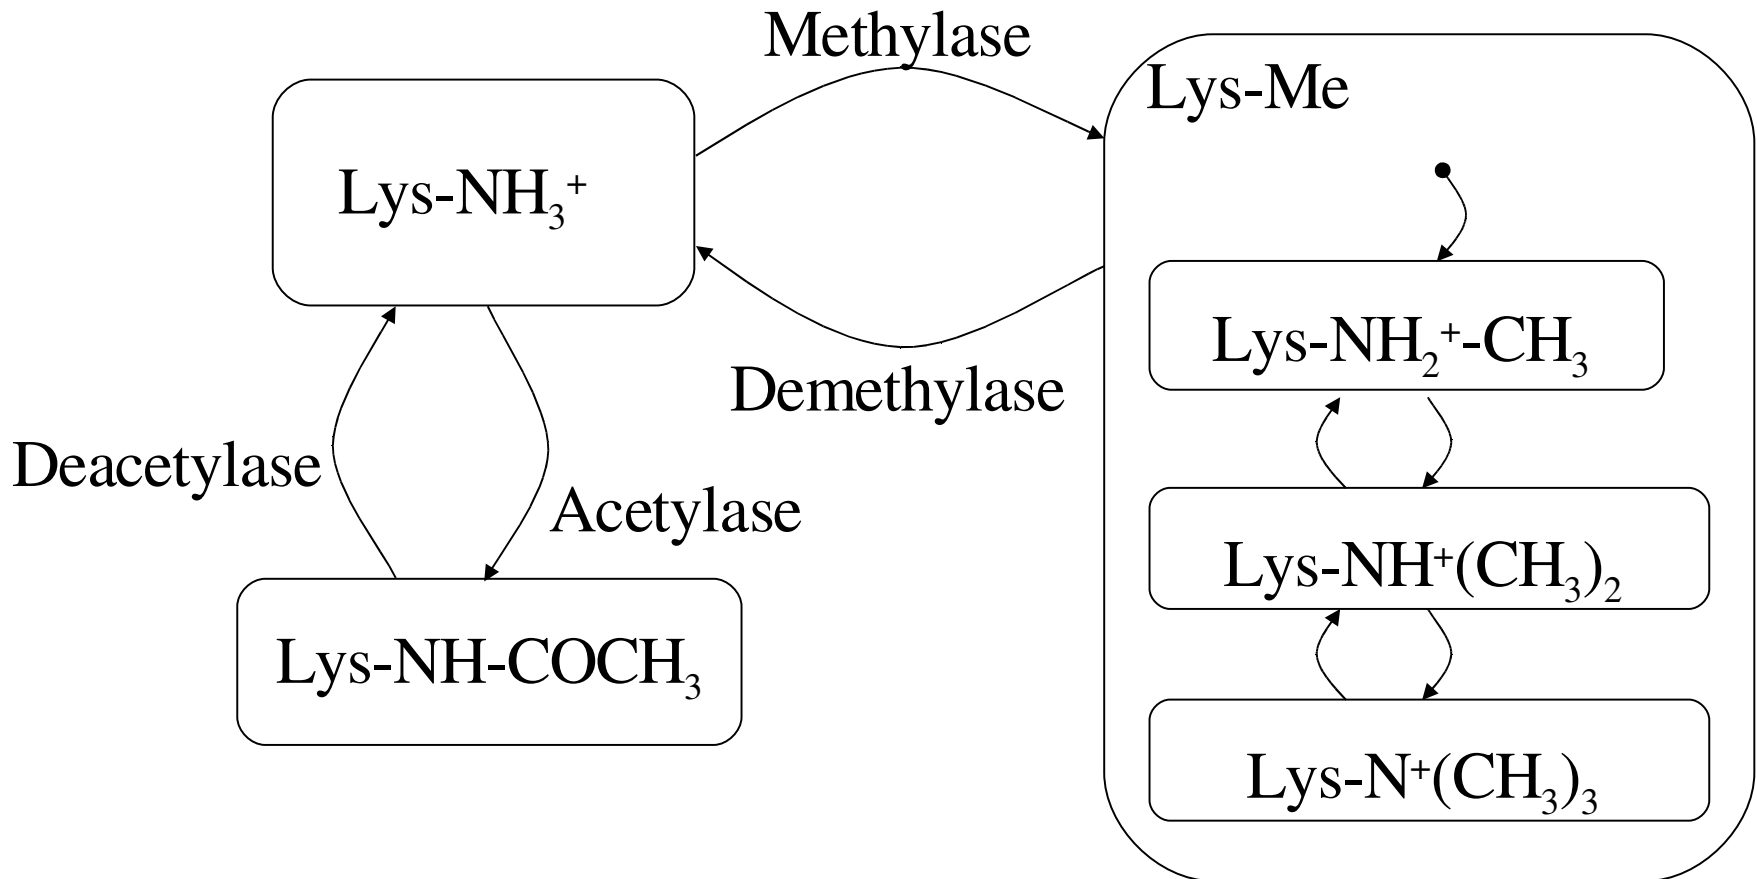 Methylase
Lys-Me
Lys-NH₃⁺
Lys-NH₂⁺-CH₃
Demethylase
Deacetylase
Acetylase
Lys-NH⁺(CH₃)₂
Lys-NH-COCH₃
Lys-N⁺(CH₃)₃